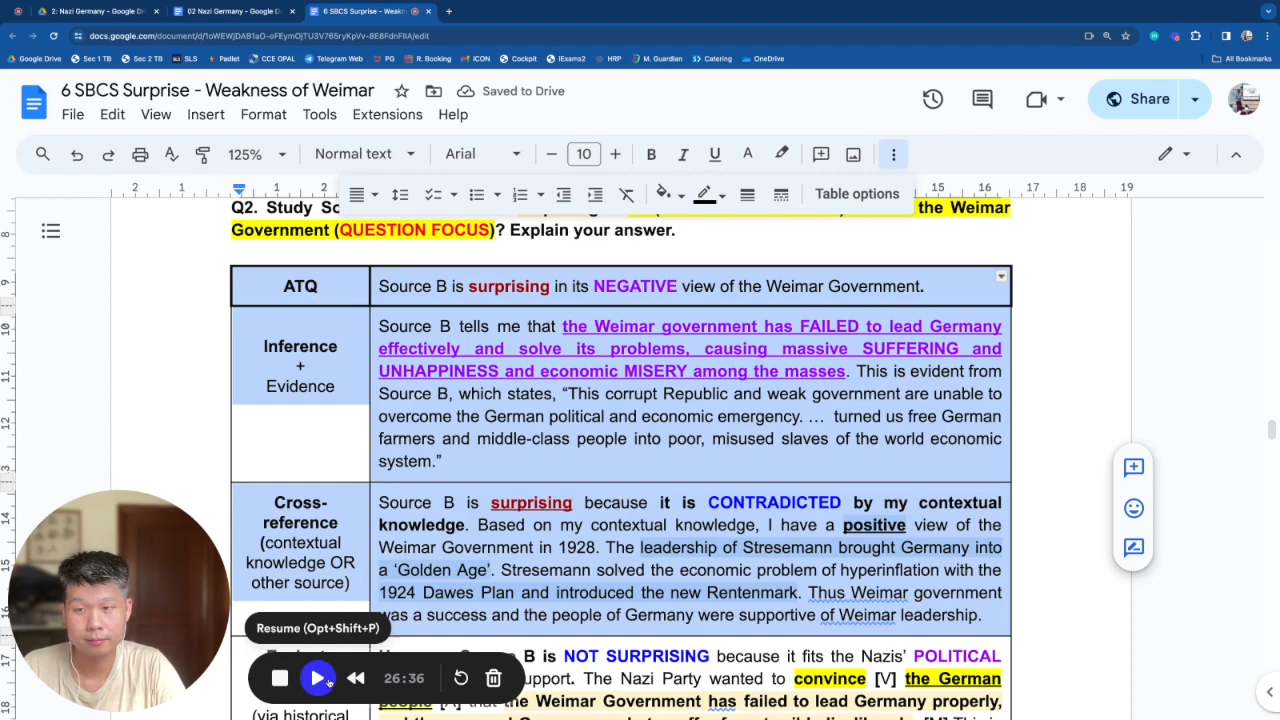 2: Nazi Germany - Google Dr
02 Nazi Germany - Weakness D
6 SBCS Surprise - Weakn
docs.google.com/document/d/1oWEWjDAB1aO-oFEymOjTU3V765ryKpVv-8E8FdnFIIA/edit
Google Drive
Sec 1 TB
Sec 2 TB
SLS
Padlet
CCE OPAL
Telegram Web
PG
R. Booking
ICON
Cockpit
iExams2
HRP
M. Guardian
Catering
OneDrive
All Bookmarks
6 SBCS Surprise - Weakness of Weimar
Saved to Drive
File Edit View Insert Format Tools Extensions Help
Share
125%
Normal text
Arial
10
Table options
2 1 1 2 15 16 17 18 19
Q2. Study So
the Weimar
Government (QUESTION FOCUS)? Explain your answer.
ATQ
Source B is surprising in its NEGATIVE view of the Weimar Government.
Inference
+
Evidence
Source B tells me that the Weimar government has FAILED to lead Germany
effectively and solve its problems, causing massive SUFFERING and
UNHAPPINESS and economic MISERY among the masses. This is evident from
Source B, which states, “This corrupt Republic and weak government are unable to
overcome the German political and economic emergency. … turned us free German
farmers and middle-class people into poor, misused slaves of the world economic
system.”
Cross-
reference
(contextual
knowledge OR
other source)
Source B is surprising because it is CONTRADICTED by my contextual
knowledge. Based on my contextual knowledge, I have a positive view of the
Weimar Government in 1928. The leadership of Stresemann brought Germany into
a ‘Golden Age’. Stresemann solved the economic problem of hyperinflation with the
1924 Dawes Plan and introduced the new Rentenmark. Thus Weimar government
was a success and the people of Germany were supportive of Weimar leadership.
Resume (Opt+Shift+P)
26:36
(via historical
B is NOT SURPRISING because it fits the Nazis’ POLITICAL
upport. The Nazi Party wanted to convince [V] the German
the Weimar Government has failed to lead Germany properly,